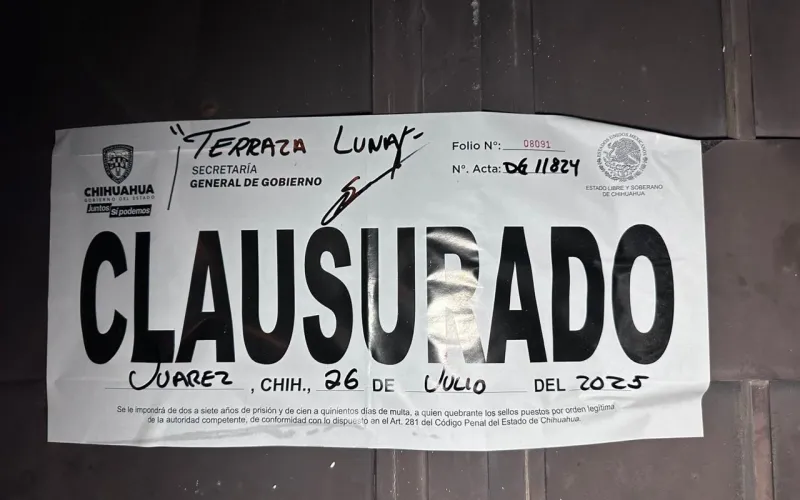 "TERRAZA LUNA"
SECRETARÍA
GENERAL DE GOBIERNO
CHIHUAHUA
GOBIERNO DEL ESTADO
Juntos Sí podemos
Folio N°: 08091
N°. Acta: DG 11824
ESTADOS UNIDOS MEXICANOS
ESTADO LIBRE Y SOBERANO
DE CHIHUAHUA.
CLAUSURADO
JUAREZ, CHIH., 26 DE JULIO DEL 2025
Se le impondrá de dos a siete años de prisión y de cien a quinientos días de multa, a quien quebrante los sellos puestos por orden legítima
de la autoridad competente, de conformidad con lo dispuesto en el Art. 281 del Código Penal del Estado de Chihuahua.